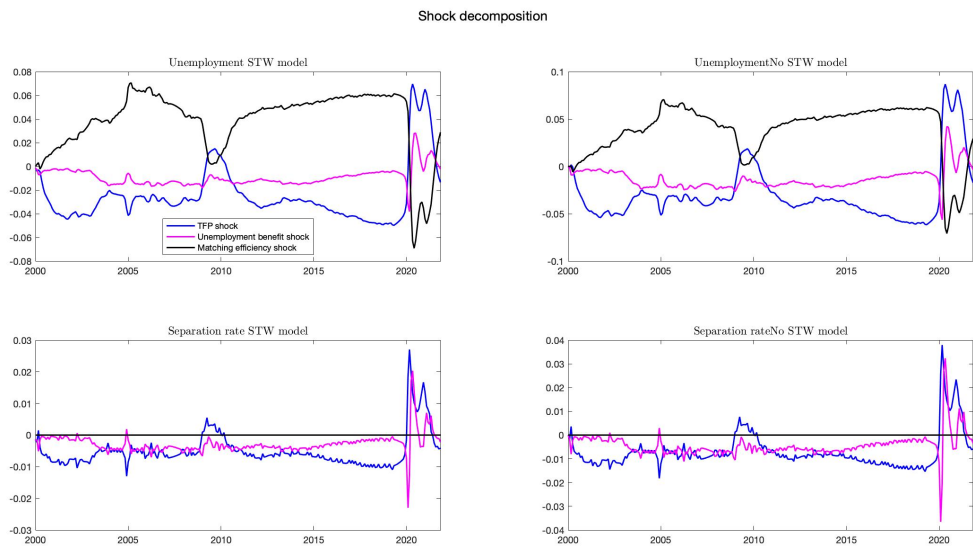 Shock decomposition
Unemployment STW model
0.08
0.06
0.04
0.02
0
-0.02
-0.04
-0.06
-0.08
2000 2005 2010 2015 2020
TFP shock
Unemployment benefit shock
Matching efficiency shock
UnemploymentNo STW model
0.1
0.05
0
-0.05
-0.1
2000 2005 2010 2015 2020
Separation rate STW model
0.03
0.02
0.01
0
-0.01
-0.02
-0.03
2000 2005 2010 2015 2020
Separation rateNo STW model
0.04
0.03
0.02
0.01
0
-0.01
-0.02
-0.03
-0.04
2000 2005 2010 2015 2020